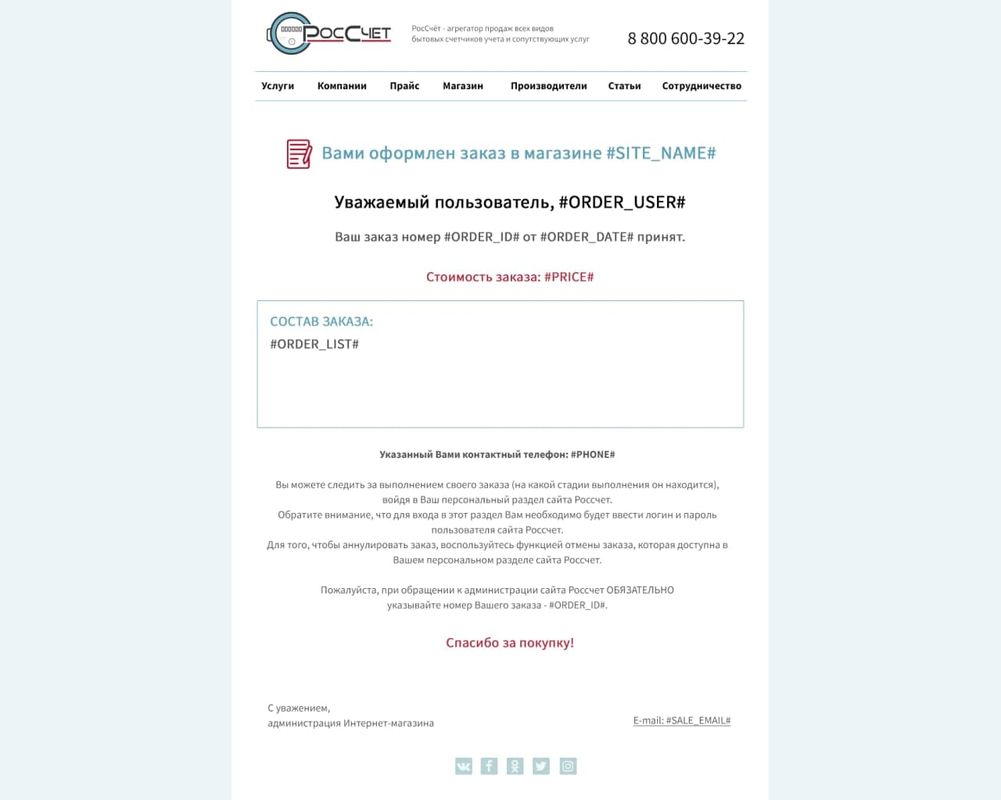 РосСчет
РосСчёт - агрегатор продаж всех видов
бытовых счетчиков учета и сопутствующих услуг
8 800 600-39-22
Услуги Компании Прайс Магазин Производители Статьи Сотрудничество
Вами оформлен заказ в магазине #SITE_NAME#
Уважаемый пользователь, #ORDER_USER#
Ваш заказ номер #ORDER_ID# от #ORDER_DATE# принят.
Стоимость заказа: #PRICE#
СОСТАВ ЗАКАЗА:
#ORDER_LIST#
Указанный Вами контактный телефон: #PHONE#
Вы можете следить за выполнением своего заказа (на какой стадии выполнения он находится),
войдя в Ваш персональный раздел сайта Россчет.
Обратите внимание, что для входа в этот раздел Вам необходимо будет ввести логин и пароль
пользователя сайта Россчет.
Для того, чтобы аннулировать заказ, воспользуйтесь функцией отмены заказа, которая доступна в
Вашем персональном разделе сайта Россчет.
Пожалуйста, при обращении к администрации сайта Россчет ОБЯЗАТЕЛЬНО
указывайте номер Вашего заказа - #ORDER_ID#.
Спасибо за покупку!
С уважением,
администрация Интернет-магазина
E-mail: #SALE_EMAIL#